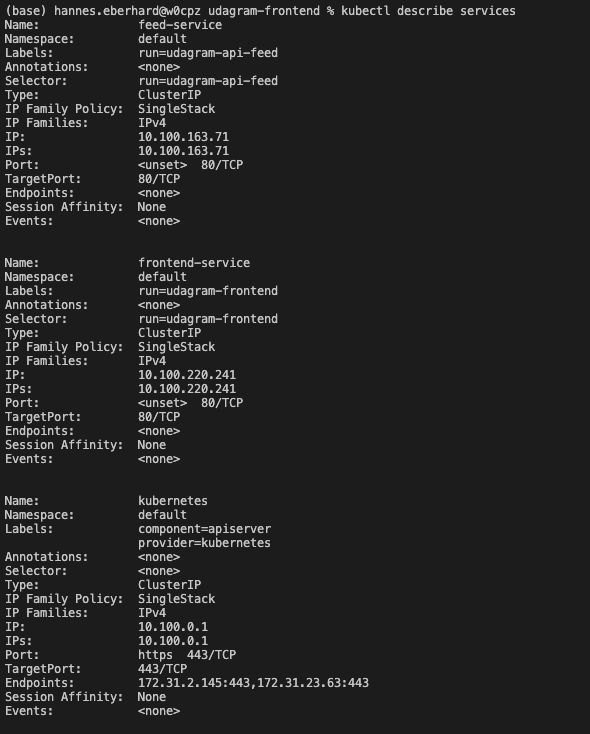 (base) hannes.eberhard@w0cpz udagram-frontend % kubectl describe services
Name:              feed-service
Namespace:         default
Labels:            run=udagram-api-feed
Annotations:       <none>
Selector:          run=udagram-api-feed
Type:              ClusterIP
IP Family Policy:  SingleStack
IP Families:       IPv4
IP:                10.100.163.71
IPs:               10.100.163.71
Port:              <unset>  80/TCP
TargetPort:        80/TCP
Endpoints:         <none>
Session Affinity:  None
Events:            <none>

Name:              frontend-service
Namespace:         default
Labels:            run=udagram-frontend
Annotations:       <none>
Selector:          run=udagram-frontend
Type:              ClusterIP
IP Family Policy:  SingleStack
IP Families:       IPv4
IP:                10.100.220.241
IPs:               10.100.220.241
Port:              <unset>  80/TCP
TargetPort:        80/TCP
Endpoints:         <none>
Session Affinity:  None
Events:            <none>

Name:              kubernetes
Namespace:         default
Labels:            component=apiserver
                   provider=kubernetes
Annotations:       <none>
Selector:          <none>
Type:              ClusterIP
IP Family Policy:  SingleStack
IP Families:       IPv4
IP:                10.100.0.1
IPs:               10.100.0.1
Port:              https  443/TCP
TargetPort:        443/TCP
Endpoints:         172.31.2.145:443,172.31.23.63:443
Session Affinity:  None
Events:            <none>